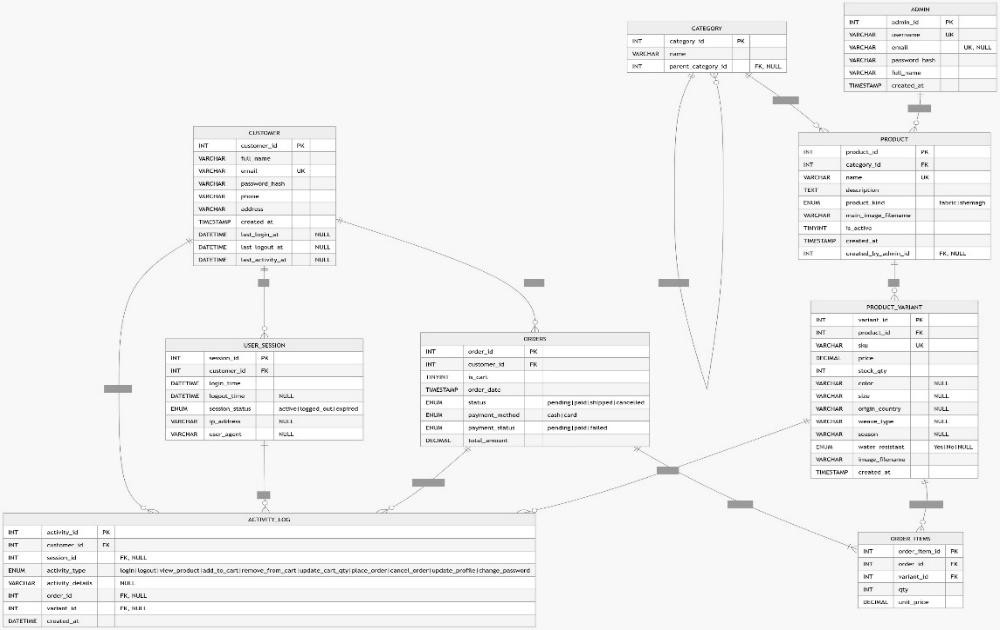 ADMIN
INT admin_id PK
VARCHAR username UK
VARCHAR email UK, NULL
VARCHAR password_hash
VARCHAR full_name
TIMESTAMP created_at
CATEGORY
INT category_id PK
VARCHAR name
INT parent_category_id FK, NULL
CUSTOMER
INT customer_id PK
VARCHAR full_name
VARCHAR email UK
VARCHAR password_hash
VARCHAR phone
VARCHAR address
TIMESTAMP created_at
DATETIME last_login_at NULL
DATETIME last_logout_at NULL
DATETIME last_activity_at NULL
PRODUCT
INT product_id PK
INT category_id FK
VARCHAR name UK
TEXT description
ENUM product_kind fabric|shemagh
VARCHAR main_image_filename
TINYINT is_active
TIMESTAMP created_at
INT created_by_admin_id FK, NULL
PRODUCT_VARIANT
INT variant_id PK
INT product_id FK
VARCHAR sku UK
DECIMAL price
INT stock_qty
VARCHAR color NULL
VARCHAR size NULL
VARCHAR origin_country NULL
VARCHAR weave_type NULL
VARCHAR season NULL
ENUM water_resistant Yes|No|NULL
VARCHAR image_filename
TIMESTAMP created_at
USER_SESSION
INT session_id PK
INT customer_id FK
DATETIME login_time
DATETIME logout_time NULL
ENUM session_status active|logged_out|expired
VARCHAR ip_address NULL
VARCHAR user_agent NULL
ORDERS
INT order_id PK
INT customer_id FK
TINYINT is_cart
TIMESTAMP order_date
ENUM status pending|paid|shipped|cancelled
ENUM payment_method cash|card
ENUM payment_status pending|paid|failed
DECIMAL total_amount
ACTIVITY_LOG
INT activity_id PK
INT customer_id FK
INT session_id FK, NULL
ENUM activity_type login|logout|view_product|add_to_cart|remove_from_cart|update_cart_qty|place_order|cancel_order|update_profile|change_password
VARCHAR activity_details NULL
INT order_id FK, NULL
INT variant_id FK, NULL
DATETIME created_at
ORDER_ITEMS
INT order_item_id PK
INT order_id FK
INT variant_id FK
INT qty
DECIMAL unit_price